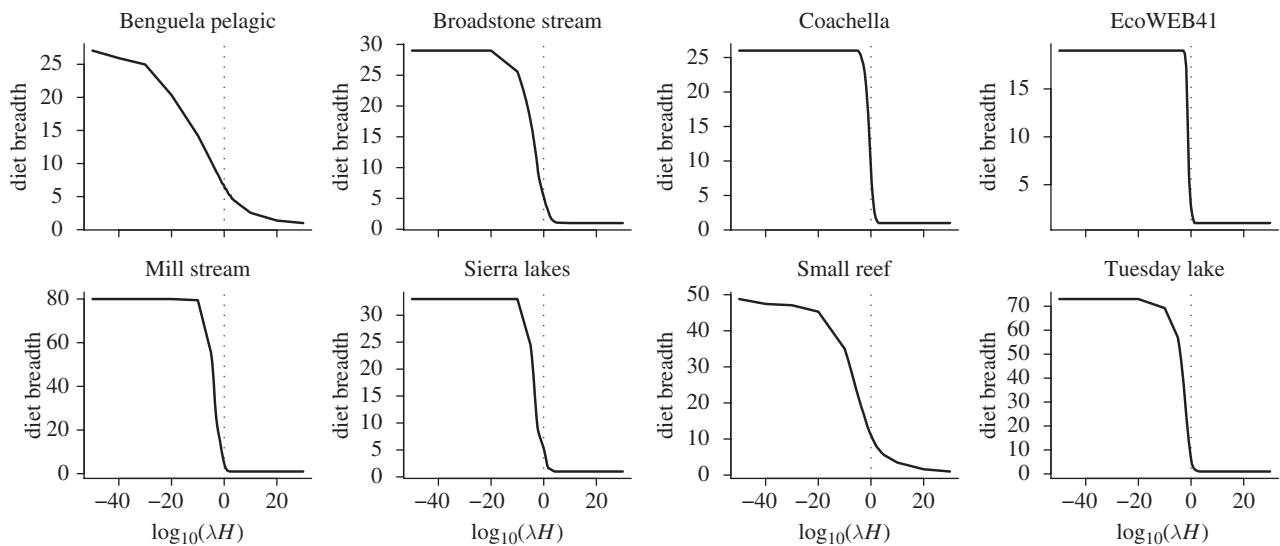 Benguela pelagic
Broadstone stream
Coachella
EcoWEB41
diet breadth
25
20
15
10
5
0
diet breadth
30
25
20
15
10
5
0
diet breadth
25
20
15
10
5
0
diet breadth
15
10
5
Mill stream
Sierra lakes
Small reef
Tuesday lake
diet breadth
80
60
40
20
0
diet breadth
30
25
20
15
10
5
0
diet breadth
50
40
30
20
10
0
diet breadth
70
60
50
40
30
20
10
0
−40 −20 0 20
−40 −20 0 20
−40 −20 0 20
−40 −20 0 20
log₁₀(λH)
log₁₀(λH)
log₁₀(λH)
log₁₀(λH)